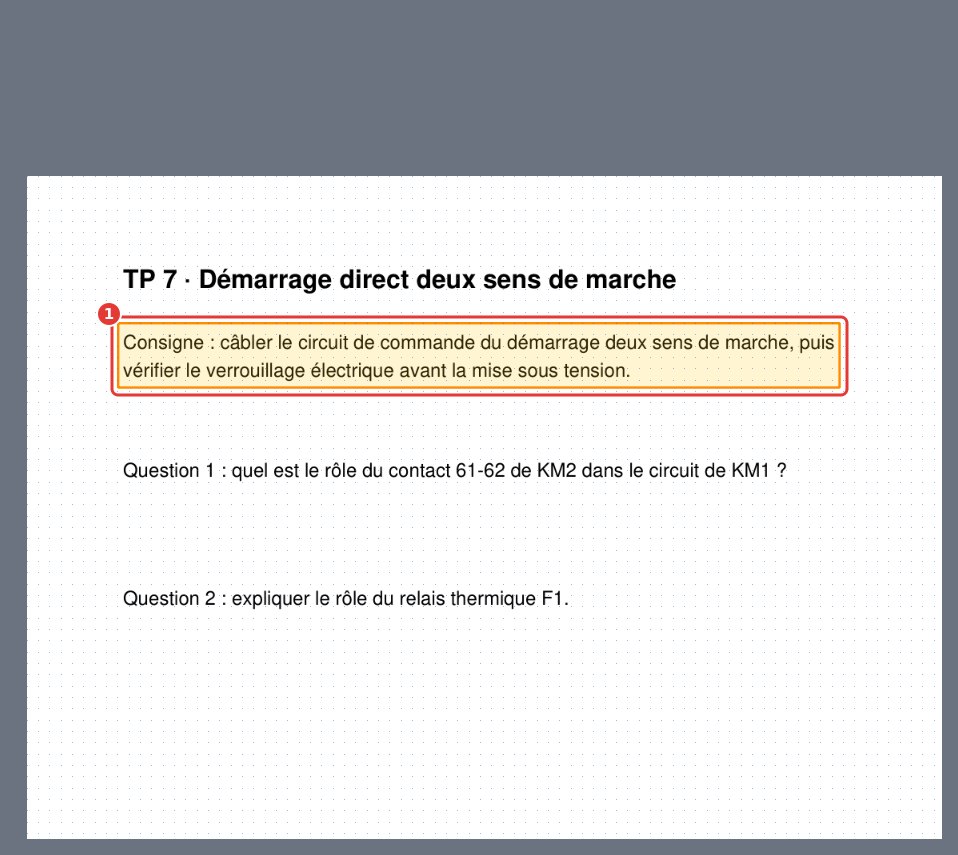 TP 7 · Démarrage direct deux sens de marche
1
Consigne : câbler le circuit de commande du démarrage deux sens de marche, puis
vérifier le verrouillage électrique avant la mise sous tension.
Question 1 : quel est le rôle du contact 61-62 de KM2 dans le circuit de KM1 ?
Question 2 : expliquer le rôle du relais thermique F1.